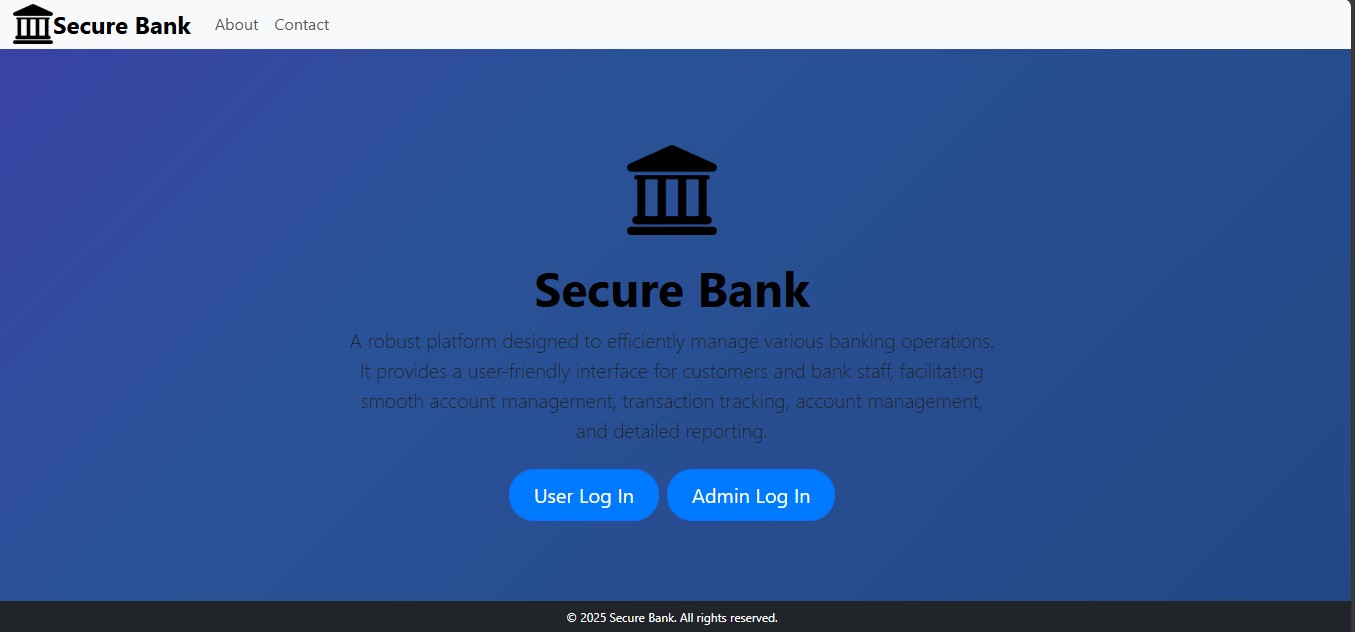 Secure Bank About Contact
Secure Bank
A robust platform designed to efficiently manage various banking operations.
It provides a user-friendly interface for customers and bank staff, facilitating
smooth account management, transaction tracking, account management,
and detailed reporting.
User Log In Admin Log In
© 2025 Secure Bank. All rights reserved.